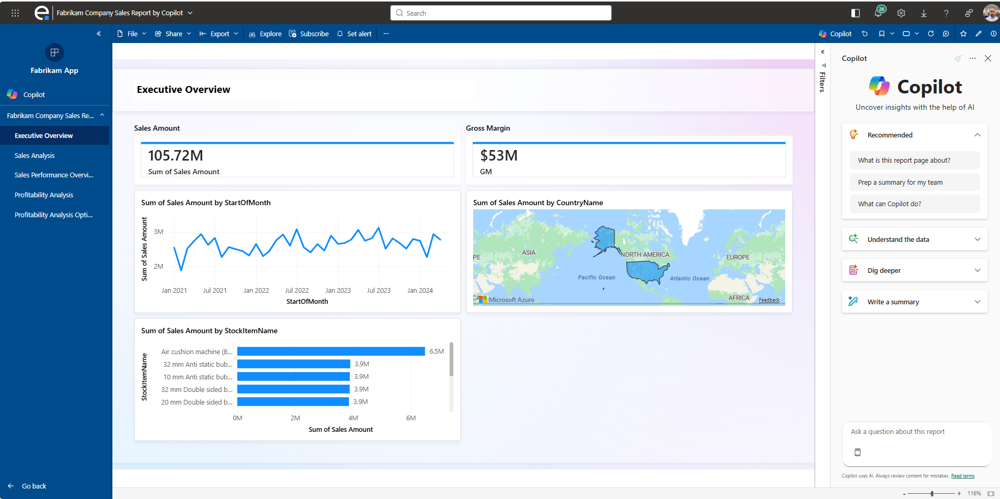 Fabrikam Company Sales Report by Copilot
Search
26
File
Share
Export
Explore
Subscribe
Set alert
Copilot
Fabrikam App
Copilot
Fabrikam Company Sales Re...
Executive Overview
Sales Analysis
Sales Performance Overvi...
Profitability Analysis
Profitability Analysis Opti...
Go back
Executive Overview
Sales Amount
105.72M
Sum of Sales Amount
Gross Margin
$53M
GM
Sum of Sales Amount by StartOfMonth
Sum of Sales Amount
3M
2M
Jan 2021 Jul 2021 Jan 2022 Jul 2022 Jan 2023 Jul 2023 Jan 2024
StartOfMonth
Sum of Sales Amount by CountryName
PE
ASIA
NORTH AMERICA
EUROPE
Pacific Ocean
Atlantic Ocean
CA
Microsoft Azure
AFRICA
Feedback
Sum of Sales Amount by StockItemName
StockItemName
Air cushion machine (B... 6.5M
32 mm Anti static bub... 3.9M
10 mm Anti static bub... 3.9M
32 mm Double sided b... 3.9M
20 mm Double sided b... 3.9M
0M 2M 4M 6M
Sum of Sales Amount
Filters
Copilot
Copilot
Uncover insights with the help of AI
Recommended
What is this report page about?
Prep a summary for my team
What can Copilot do?
Understand the data
Dig deeper
Write a summary
Ask a question about this report
Copilot uses AI. Always review content for mistakes. Read terms
- + 116%